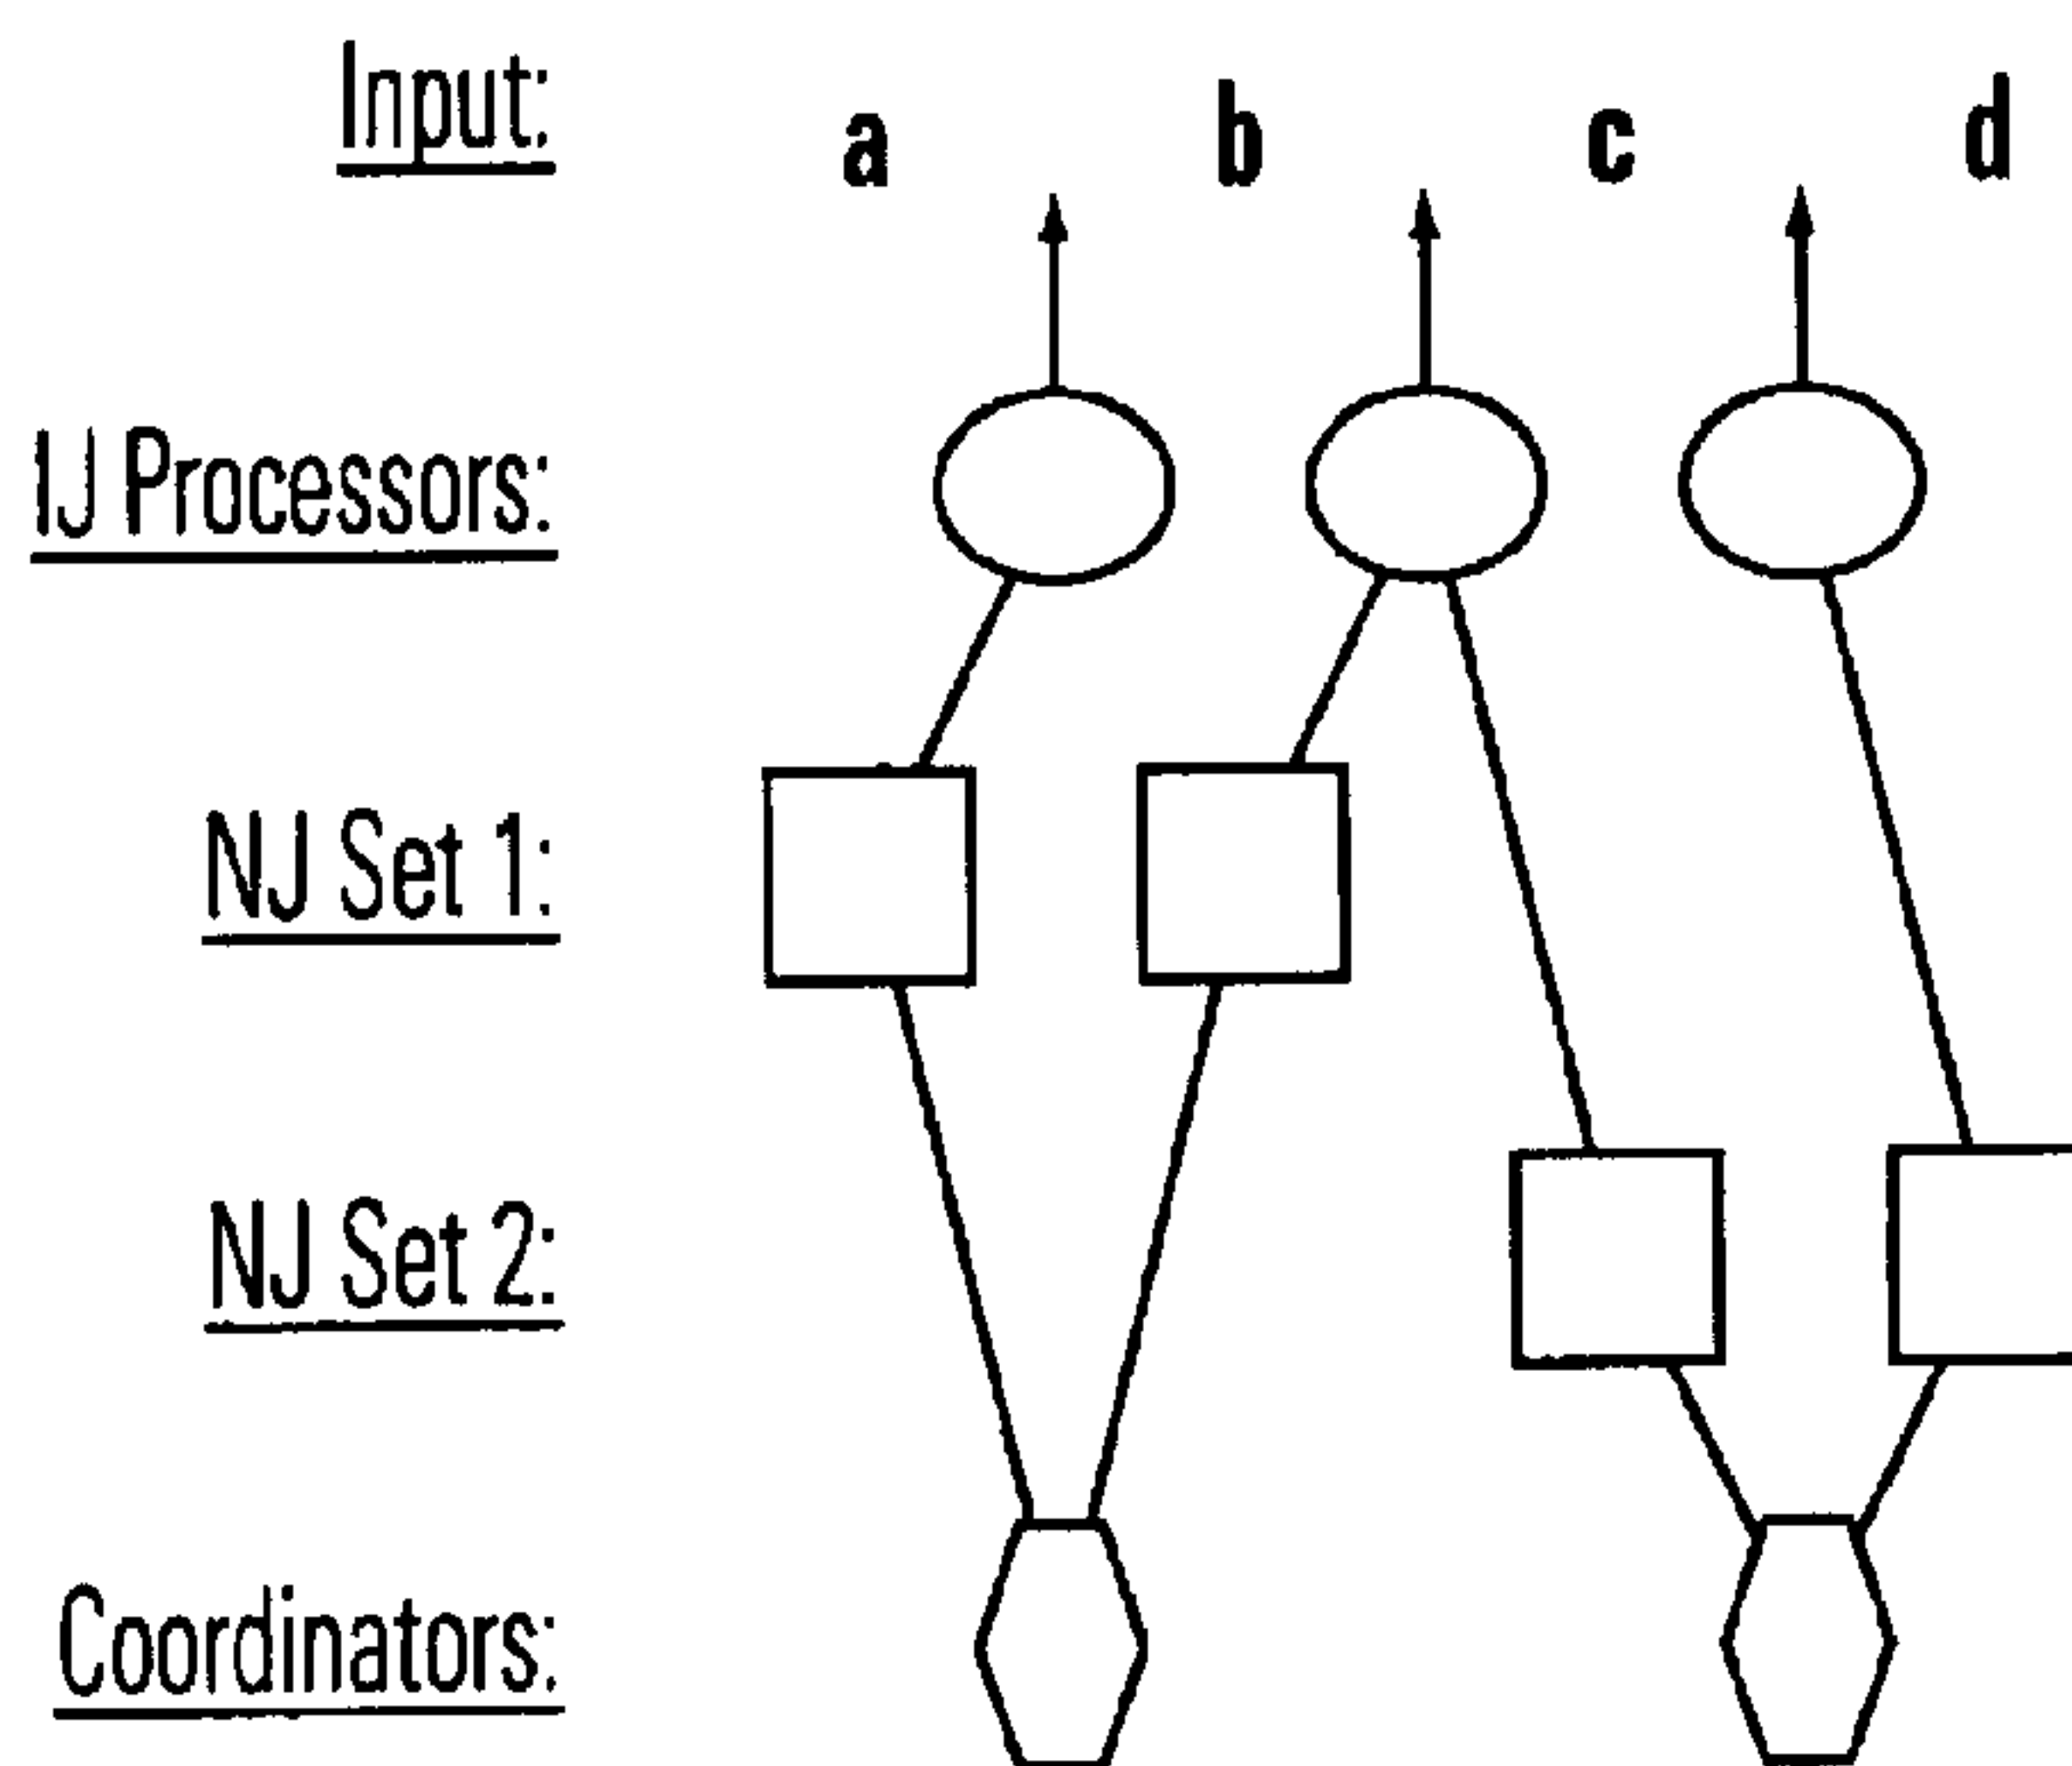 Input: a b c d
IJ Processors:
NJ Set 1:
NJ Set 2:
Coordinators: